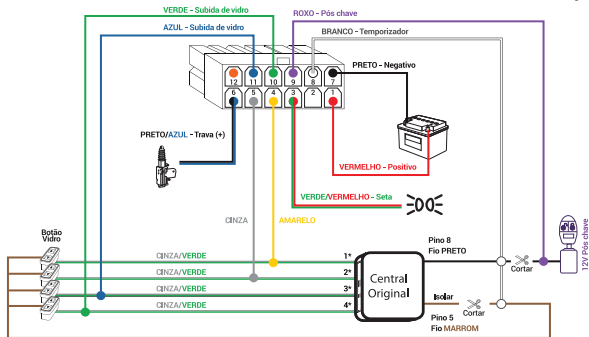 VERDE - Subida de vidro
AZUL - Subida de vidro
ROXO - Pós chave
BRANCO - Temporizador
PRETO - Negativo
12 11 10 9 8 7
6 5 4 3 2 1
PRETO/AZUL - Trava (+)
VERMELHO - Positivo
VERDE/VERMELHO - Seta
CINZA
AMARELO
Botão
Vidro
CINZA/VERDE
1*
CINZA/VERDE
2*
CINZA/VERDE
3*
CINZA/VERDE
4*
Central
Original
Pino 8
Fio PRETO
Cortar
12V Pós chave
Isolar
Cortar
Pino 5
Fio MARROM